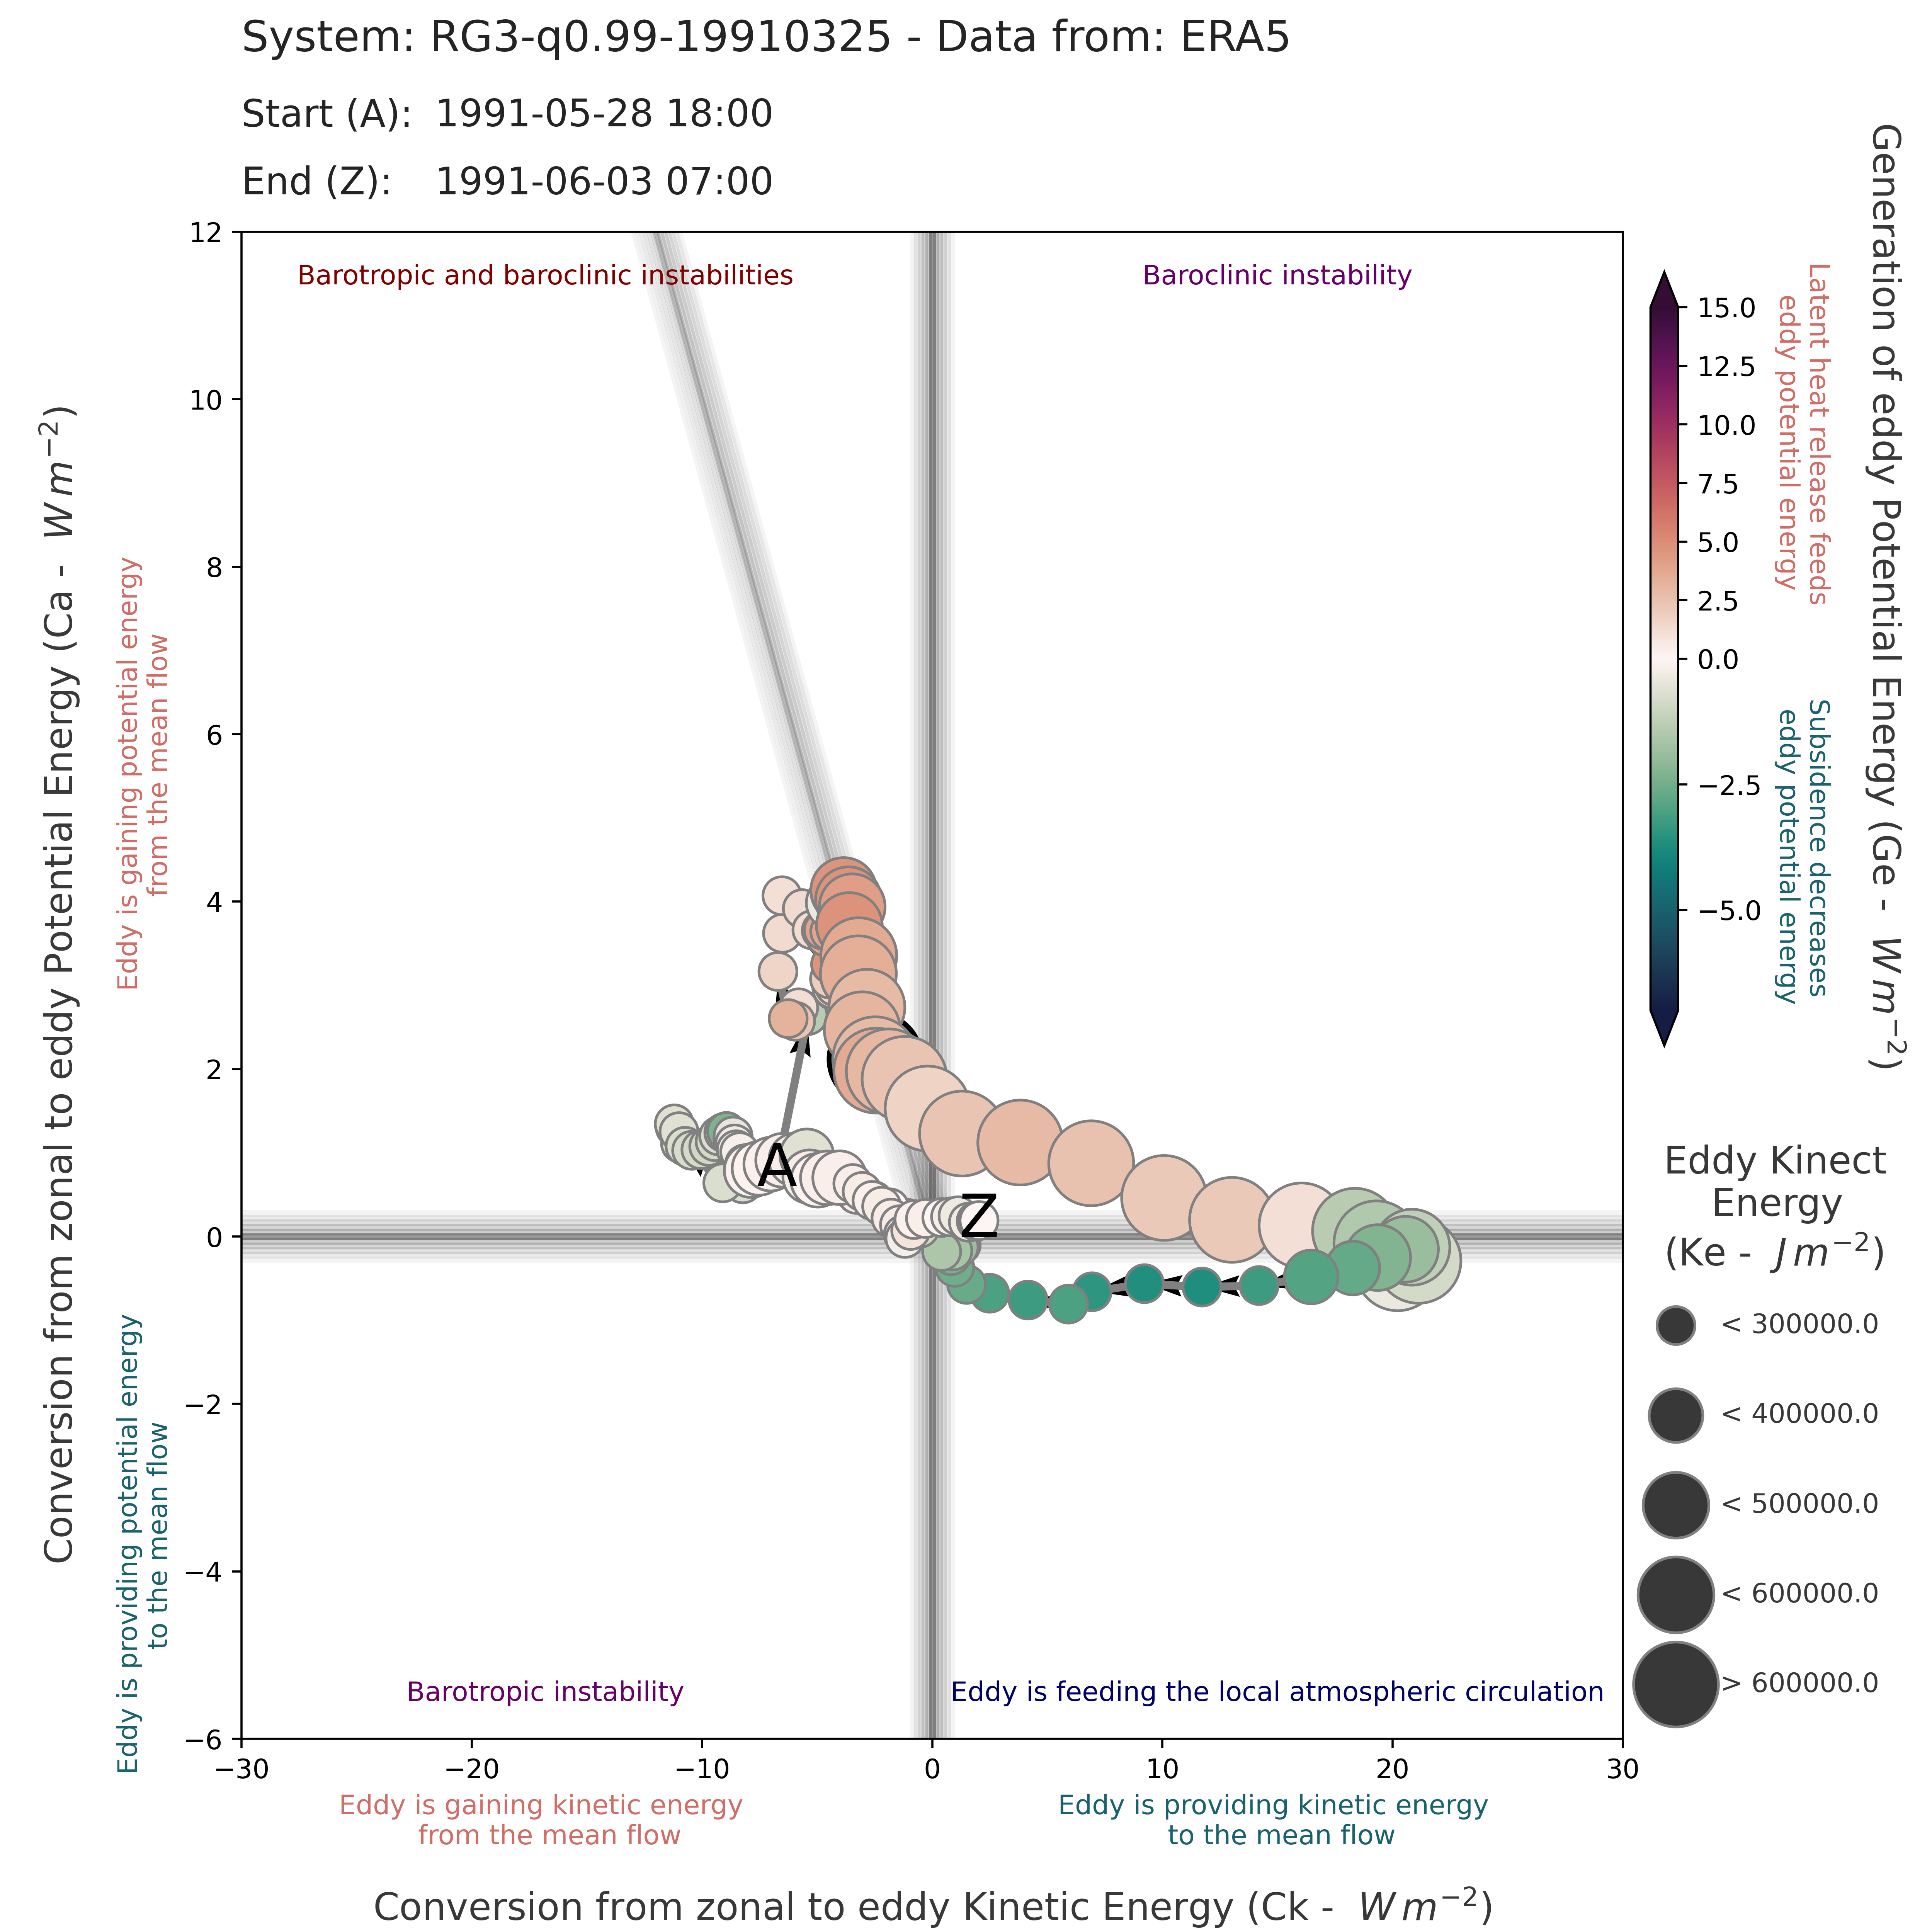 System: RG3-q0.99-19910325 - Data from: ERA5
Start (A): 1991-05-28 18:00
End (Z): 1991-06-03 07:00
Conversion from zonal to eddy Potential Energy (Ca - W m⁻²)
Eddy is gaining potential energy
from the mean flow
Eddy is providing potential energy
to the mean flow
12
10
8
6
4
2
0
−2
−4
−6
Barotropic and baroclinic instabilities
Baroclinic instability
A
Z
Barotropic instability
Eddy is feeding the local atmospheric circulation
−30
−20
−10
0
10
20
30
Eddy is gaining kinetic energy
from the mean flow
Eddy is providing kinetic energy
to the mean flow
Conversion from zonal to eddy Kinetic Energy (Ck - W m⁻²)
15.0
12.5
10.0
7.5
5.0
2.5
0.0
−2.5
−5.0
Latent heat release feeds
eddy potential energy
Subsidence decreases
eddy potential energy
Generation of eddy Potential Energy (Ge - W m⁻²)
Eddy Kinect
Energy
(Ke - J m⁻²)
< 300000.0
< 400000.0
< 500000.0
< 600000.0
> 600000.0